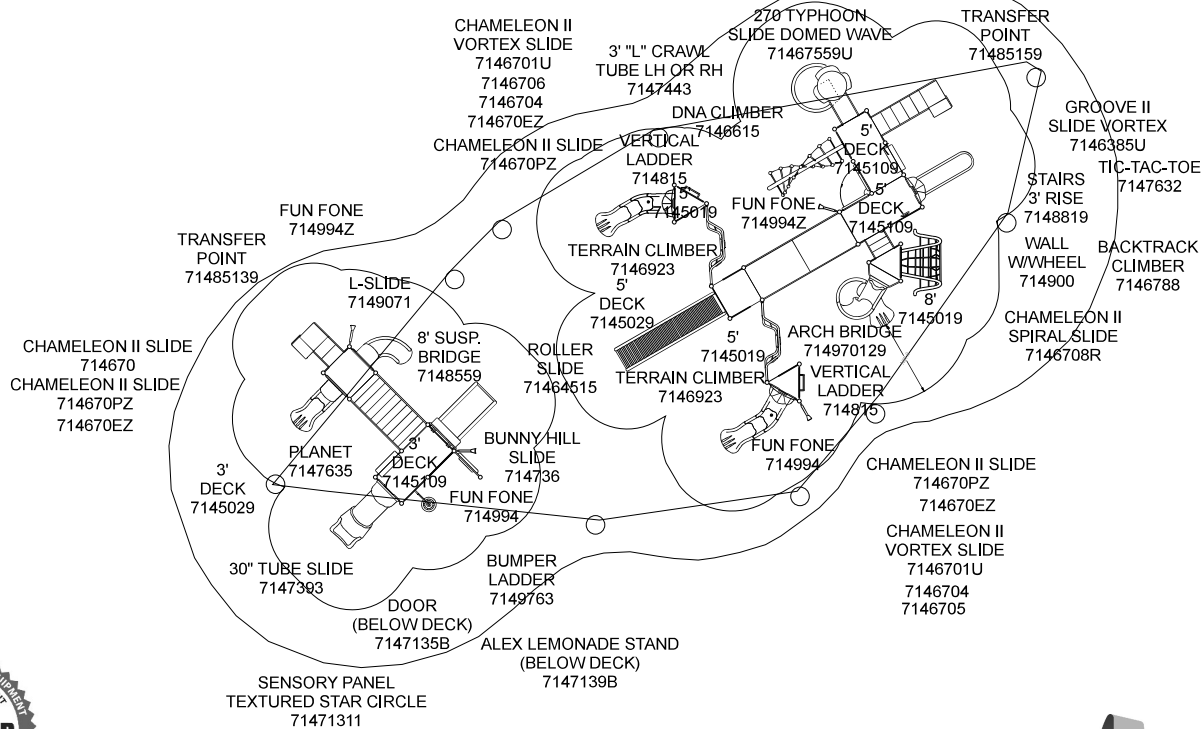 CHAMELEON II
VORTEX SLIDE
7146701U
7146706
7146704
714670EZ
CHAMELEON II SLIDE
714670PZ
3' "L" CRAWL
TUBE LH OR RH
7147443
270 TYPHOON
SLIDE DOMED WAVE
71467559U
TRANSFER
POINT
71485159
DNA CLIMBER
7146615
GROOVE II
SLIDE VORTEX
7146385U
TIC-TAC-TOE
7147632
VERTICAL
LADDER
714815
5'
7145019
5'
DECK
7145109
5'
DECK
7145109
FUN FONE
714994Z
STAIRS
3' RISE
7148819
WALL
W/WHEEL
714900
BACKTRACK
CLIMBER
7146788
FUN FONE
714994Z
TRANSFER
POINT
71485139
L-SLIDE
7149071
TERRAIN CLIMBER
7146923
5'
DECK
7145029
8'
7145019
CHAMELEON II
SPIRAL SLIDE
7146708R
CHAMELEON II SLIDE
714670
CHAMELEON II SLIDE
714670PZ
714670EZ
8' SUSP.
BRIDGE
7148559
ROLLER
SLIDE
71464515
5'
7145019
ARCH BRIDGE
714970129
TERRAIN CLIMBER
7146923
VERTICAL
LADDER
714815
PLANET
7147635
3'
DECK
7145109
BUNNY HILL
SLIDE
714736
FUN FONE
714994
3'
DECK
7145029
FUN FONE
714994
CHAMELEON II SLIDE
714670PZ
714670EZ
CHAMELEON II
VORTEX SLIDE
7146701U
7146704
7146705
30" TUBE SLIDE
7147393
BUMPER
LADDER
7149763
DOOR
(BELOW DECK)
7147135B
ALEX LEMONADE STAND
(BELOW DECK)
7147139B
SENSORY PANEL
TEXTURED STAR CIRCLE
71471311